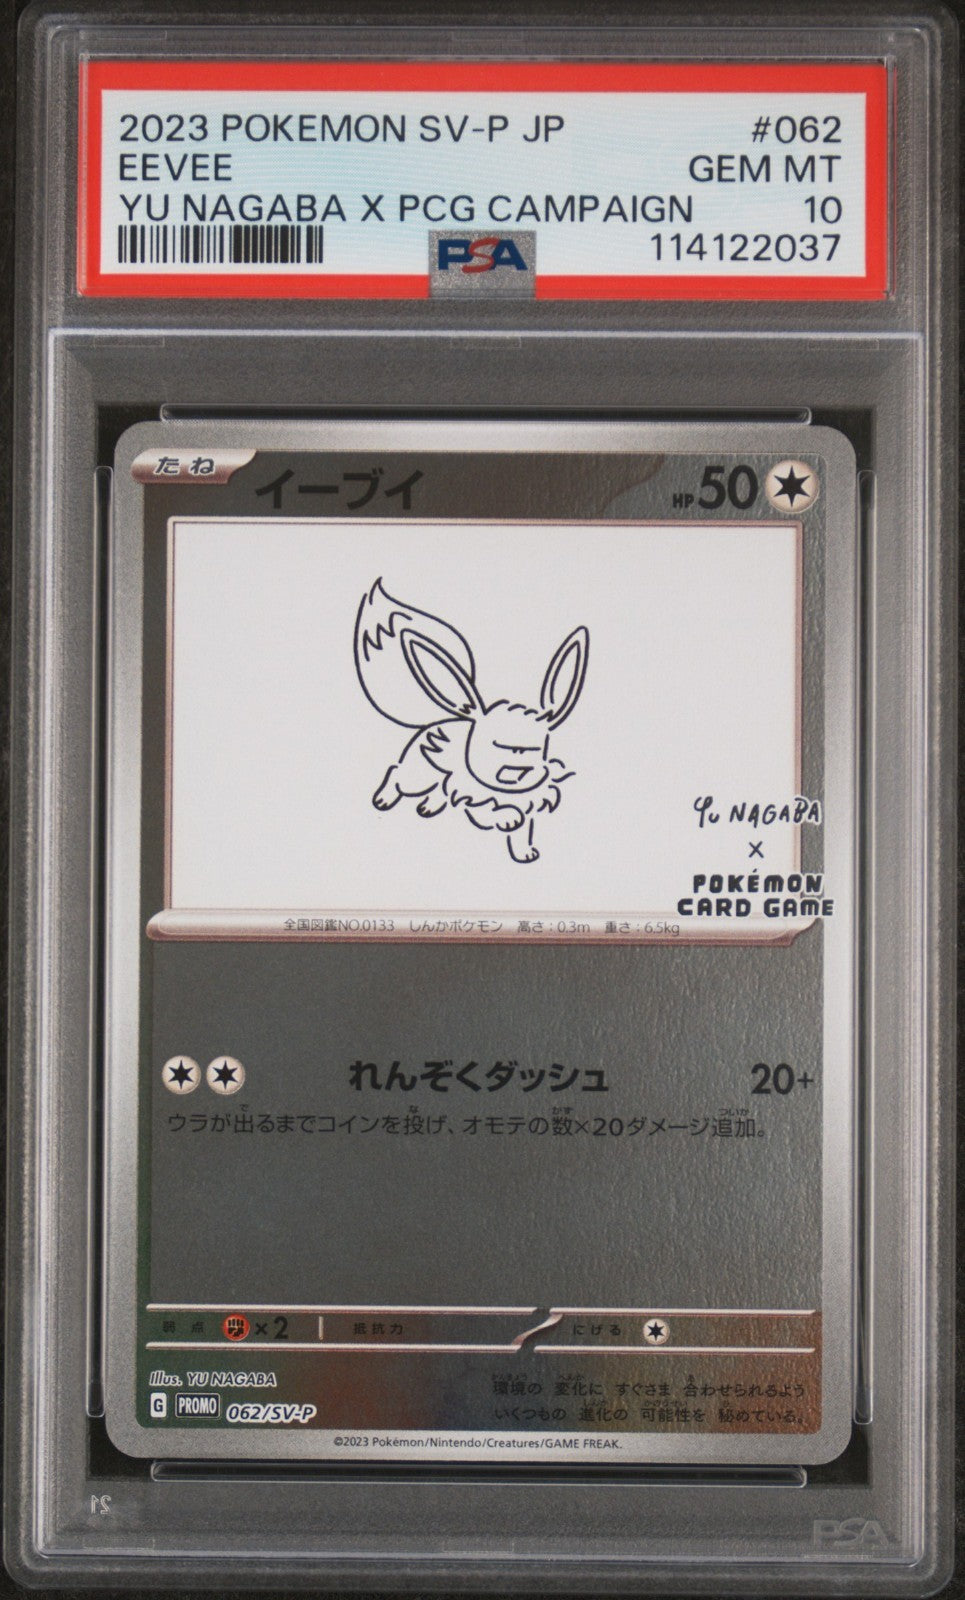 2023 POKEMON SV-P JP #062
EEVEE GEM MT
YU NAGABA X PCG CAMPAIGN 10
PSA 114122037
たね イーブイ HP50
Yu NAGABA
×
POKÉMON
CARD GAME
全国図鑑NO.0133 しんかポケモン 高さ:0.3m 重さ:6.5kg
れんぞくダッシュ 20+
ウラが出るまでコインを投げ、オモテの数×20ダメージ追加。
弱点 ×2 抵抗力 にげる
Illus. YU NAGABA
環境の 変化に すぐさま 合わせられるよう
G PROMO 062/SV-P いくつもの 進化の 可能性を 秘めている。
©2023 Pokémon/Nintendo/Creatures/GAME FREAK.
21
PSA